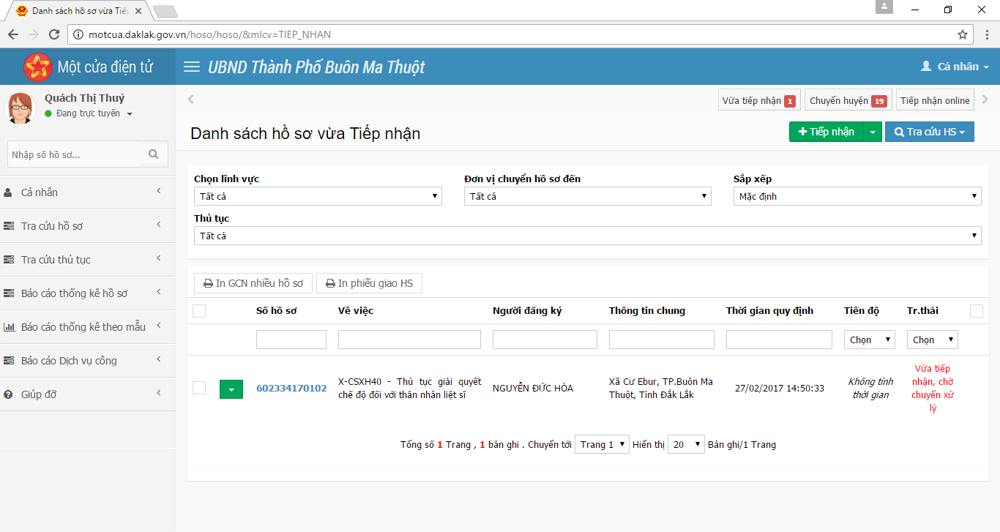 Danh sách hồ sơ vừa Tiếp
motcua.daklak.gov.vn/hoso/hoso/&mlcv=TIEP_NHAN
Một cửa điện tử
UBND Thành Phố Buôn Ma Thuột
Cá nhân
Quách Thị Thuý
Đang trực tuyến
Vừa tiếp nhận 1
Chuyển huyện 19
Tiếp nhận online
Danh sách hồ sơ vừa Tiếp nhận
Tiếp nhận
Tra cứu HS
Nhập số hồ sơ...
Cá nhân
Tra cứu hồ sơ
Tra cứu thủ tục
Báo cáo thống kê hồ sơ
Báo cáo thống kê theo mẫu
Báo cáo Dịch vụ công
Giúp đỡ
Chọn lĩnh vực
Tất cả
Đơn vị chuyển hồ sơ đến
Tất cả
Sắp xếp
Mặc định
Thủ tục
Tất cả
In GCN nhiều hồ sơ
In phiếu giao HS
Số hồ sơ Về việc Người đăng ký Thông tin chung Thời gian quy định Tiến độ Tr.thái
Chọn Chọn
602334170102
X-CSXH40 - Thủ tục giải quyết
chế độ đối với thân nhân liệt sĩ
NGUYỄN ĐỨC HÒA
Xã Cư Ebur, TP.Buôn Ma
Thuột, Tỉnh Đắk Lắk
27/02/2017 14:50:33
Không tính
thời gian
Vừa tiếp
nhận, chờ
chuyển xử
lý
Tổng số 1 Trang , 1 bản ghi . Chuyển tới Trang 1 Hiển thị 20 Bản ghi/1 Trang